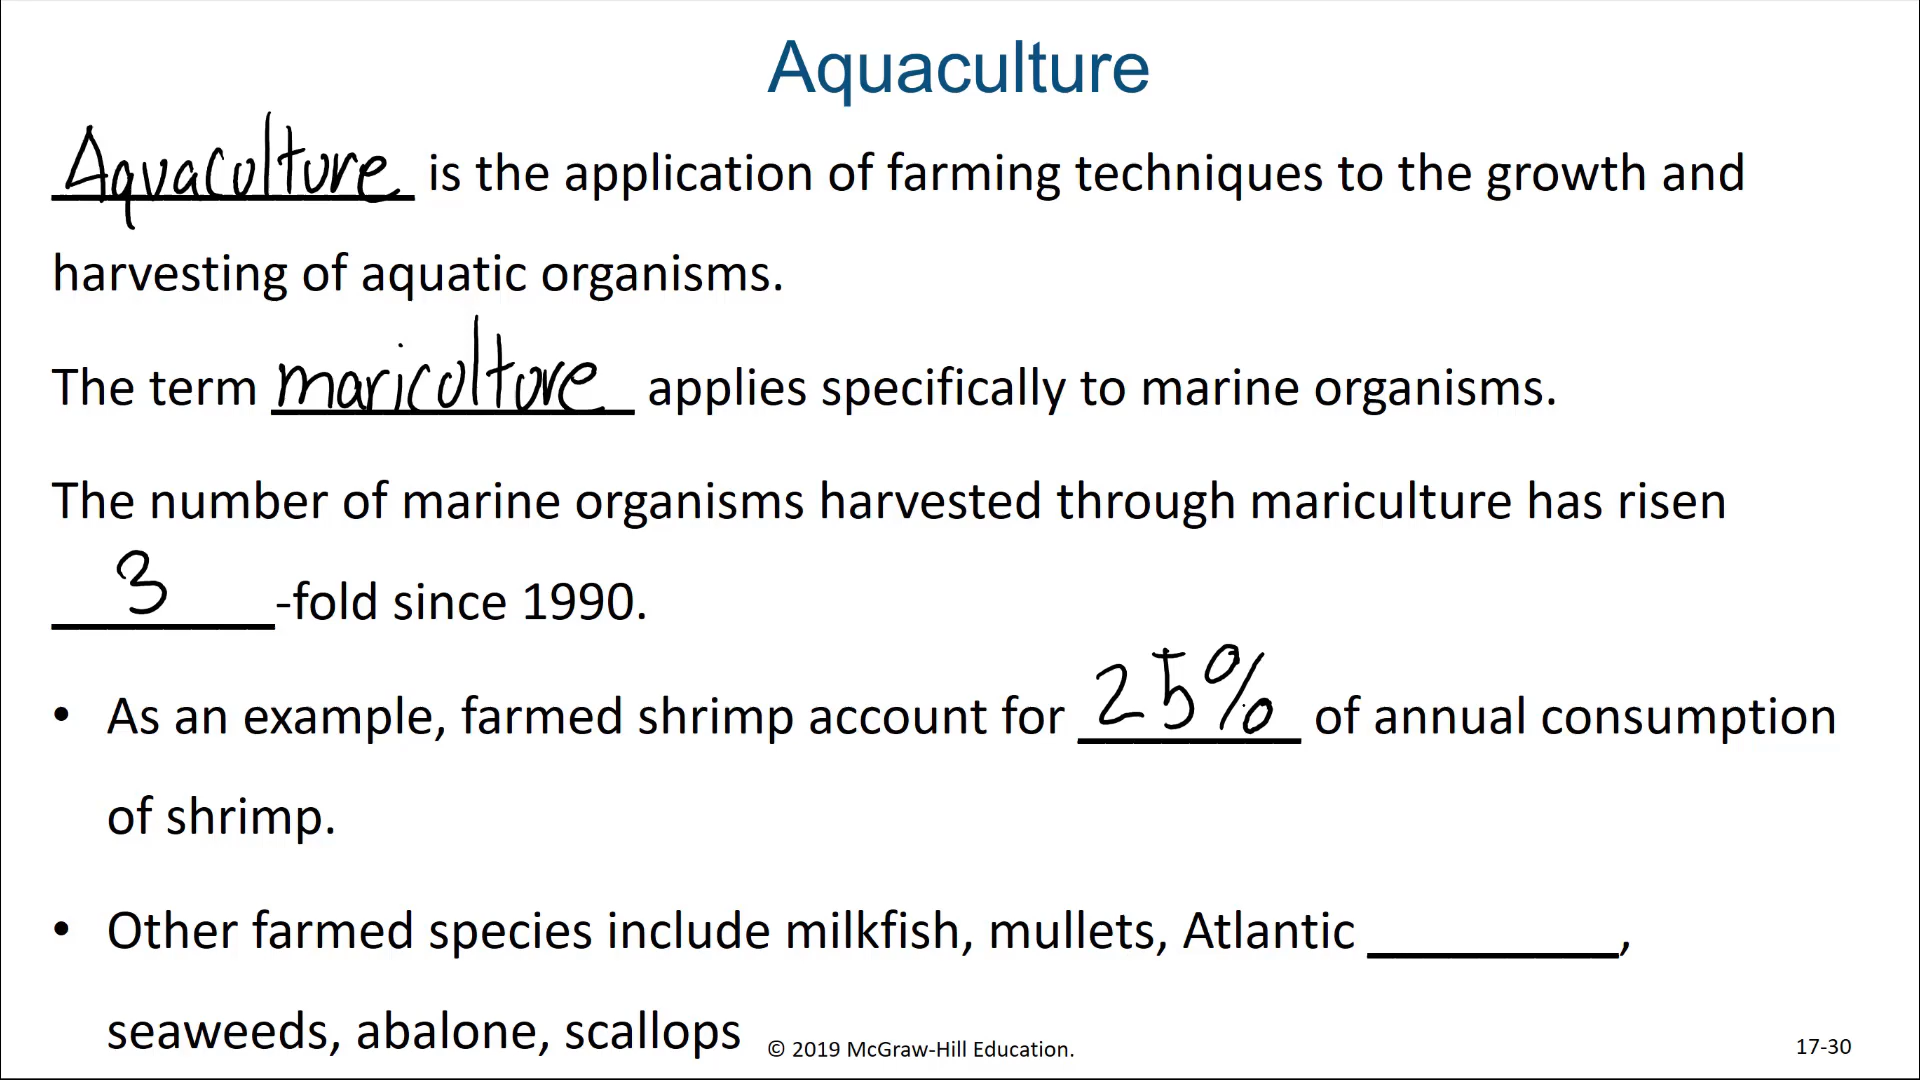 Aquaculture
Aquaculture is the application of farming techniques to the growth and
harvesting of aquatic organisms.
The term mariculture applies specifically to marine organisms.
The number of marine organisms harvested through mariculture has risen
3-fold since 1990.
• As an example, farmed shrimp account for 25% of annual consumption
of shrimp.
• Other farmed species include milkfish, mullets, Atlantic _________,
seaweeds, abalone, scallops
© 2019 McGraw-Hill Education.
17-30